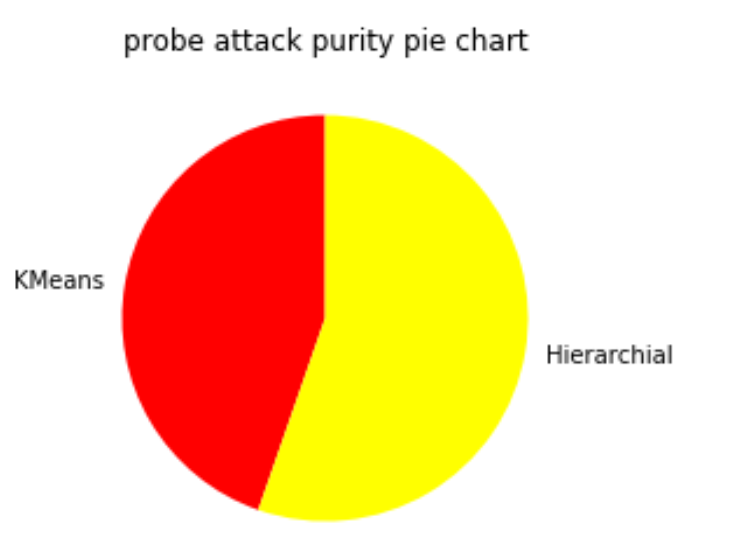 probe attack purity pie chart
KMeans
Hierarchial